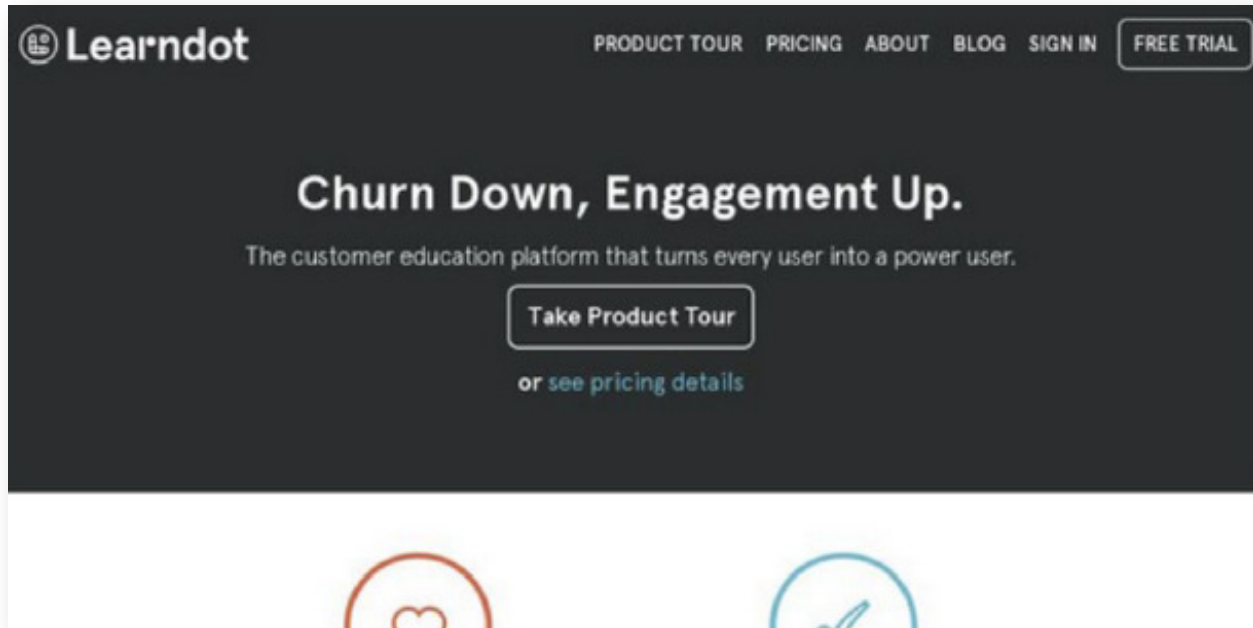 Learndot
PRODUCT TOUR PRICING ABOUT BLOG SIGN IN FREE TRIAL
Churn Down, Engagement Up.
The customer education platform that turns every user into a power user.
Take Product Tour
or see pricing details